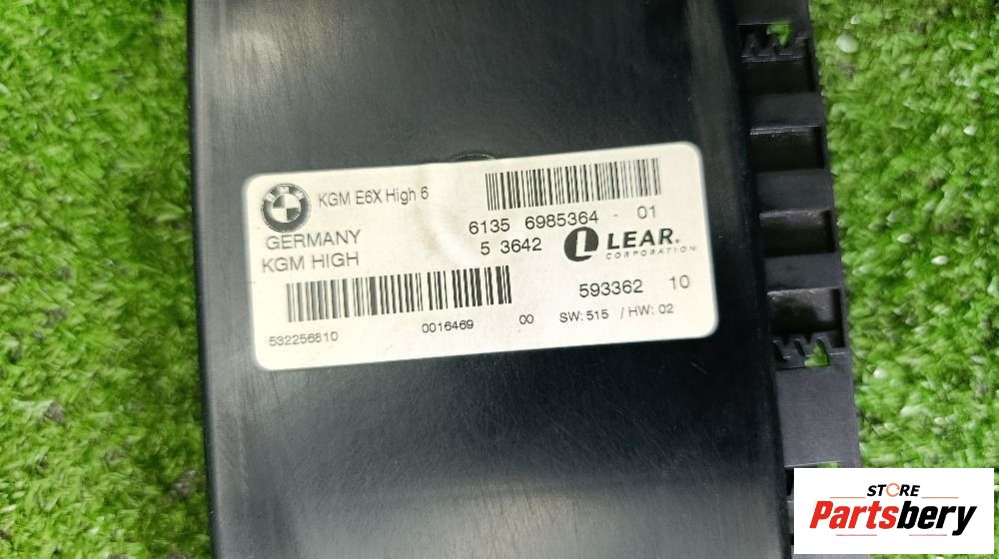 BMW
KGM E6X High 6
6135 6985364 - 01
GERMANY
5 3642
LEAR.
CORPORATION
KGM HIGH
593362 10
532256810
0016469
00
SW: 515 / HW: 02
STORE
Partsbery